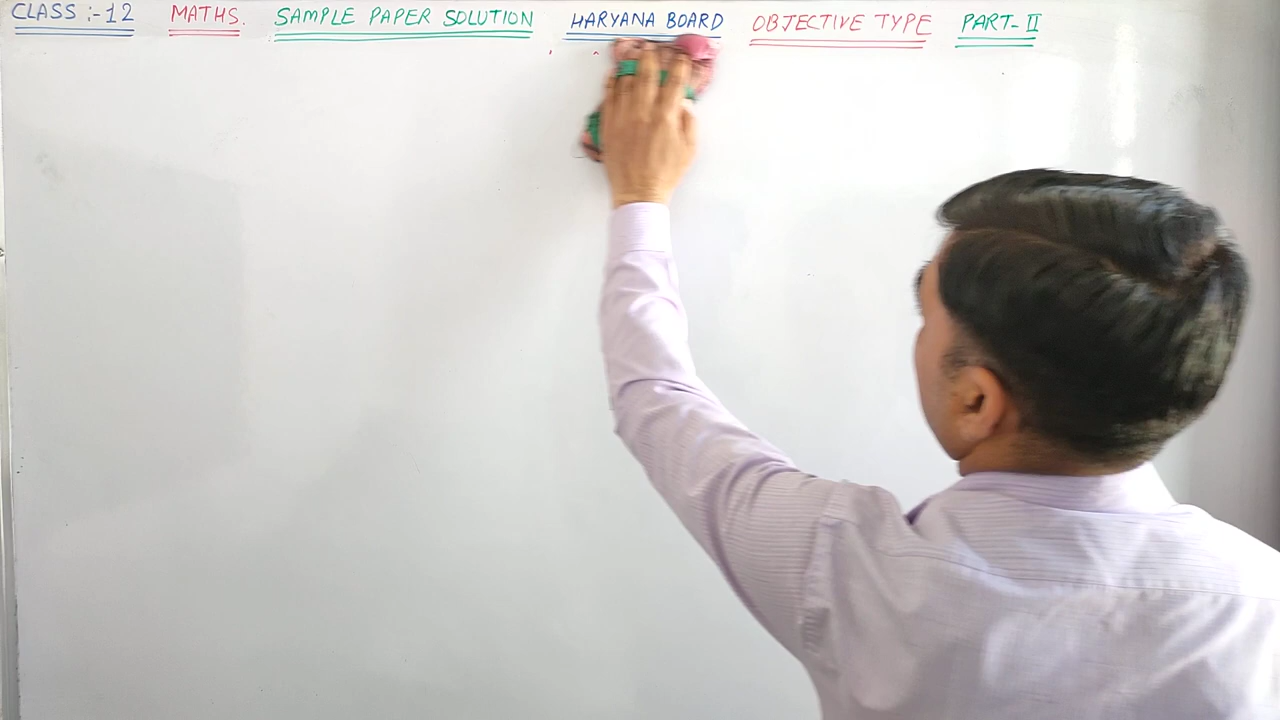 CLASS :- 12 MATHS. SAMPLE PAPER SOLUTION HARYANA BOARD OBJECTIVE TYPE PART- II